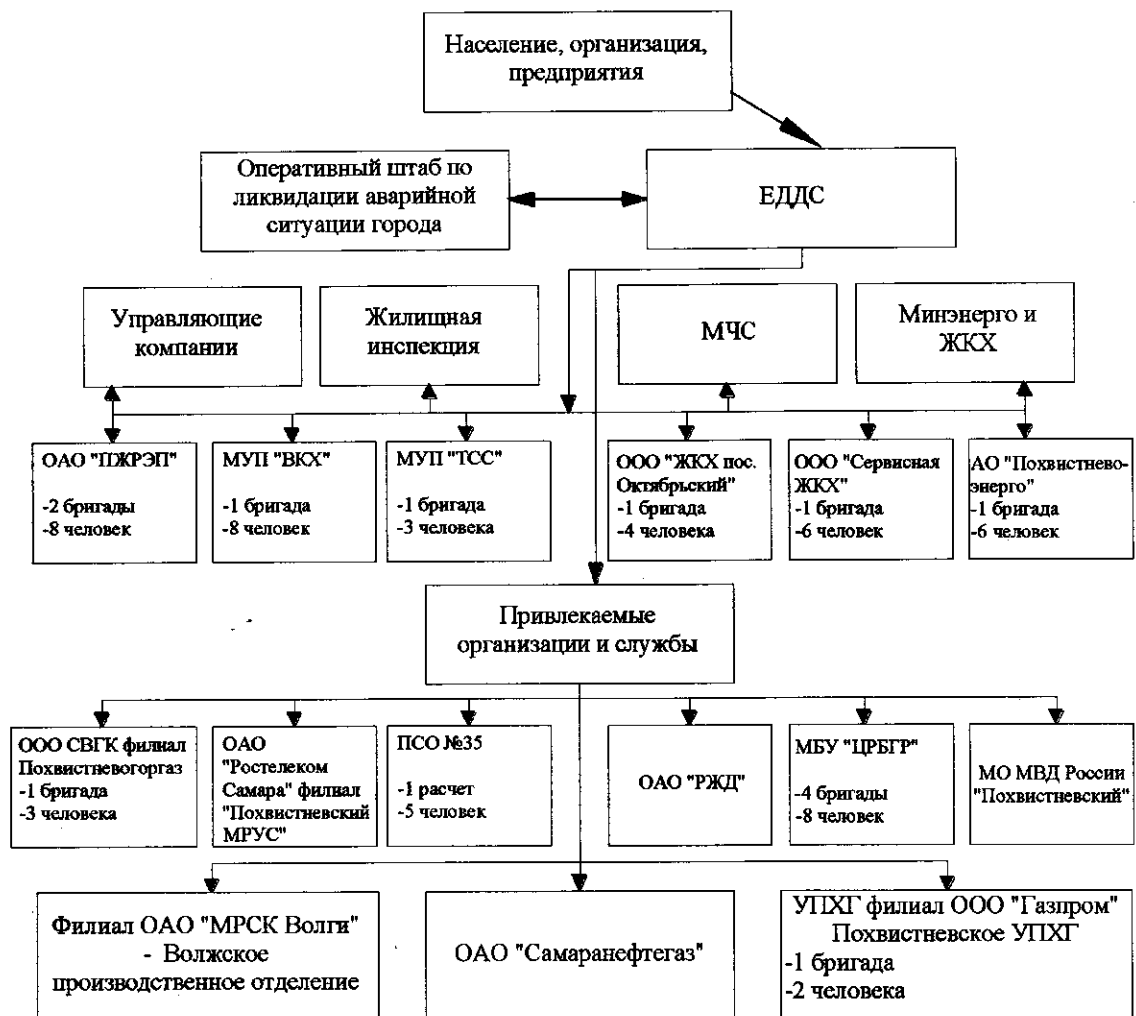 Население, организация,
предприятия
Оперативный штаб по
ликвидации аварийной
ситуации города
ЕДДС
Управляющие
компании
Жилищная
инспекция
МЧС
Минэнерго и
ЖКХ
ОАО "ПЖРЭП"
-2 бригады
-8 человек
МУП "ВКХ"
-1 бригада
-8 человек
МУП "ТСС"
-1 бригада
-3 человека
ООО "ЖКХ пос.
Октябрьский"
-1 бригада
-4 человека
ООО "Сервисная
ЖКХ"
-1 бригада
-6 человек
АО "Похвистнево-
энерго"
-1 бригада
-6 человек
Привлекаемые
организации и службы
ООО СВГК филиал
Похвистневогоргаз
-1 бригада
-3 человека
ОАО
"Ростелеком
Самара" филиал
"Похвистневский
МРУС"
ПСО №35
-1 расчет
-5 человек
ОАО "РЖД"
МБУ "ЦРБГР"
-4 бригады
-8 человек
МО МВД России
"Похвистневский"
Филиал ОАО "МРСК Волги"
- Волжское
производственное отделение
ОАО "Самаранефтегаз"
УПХГ филиал ООО "Газпром"
Похвистневское УПХГ
-1 бригада
-2 человека